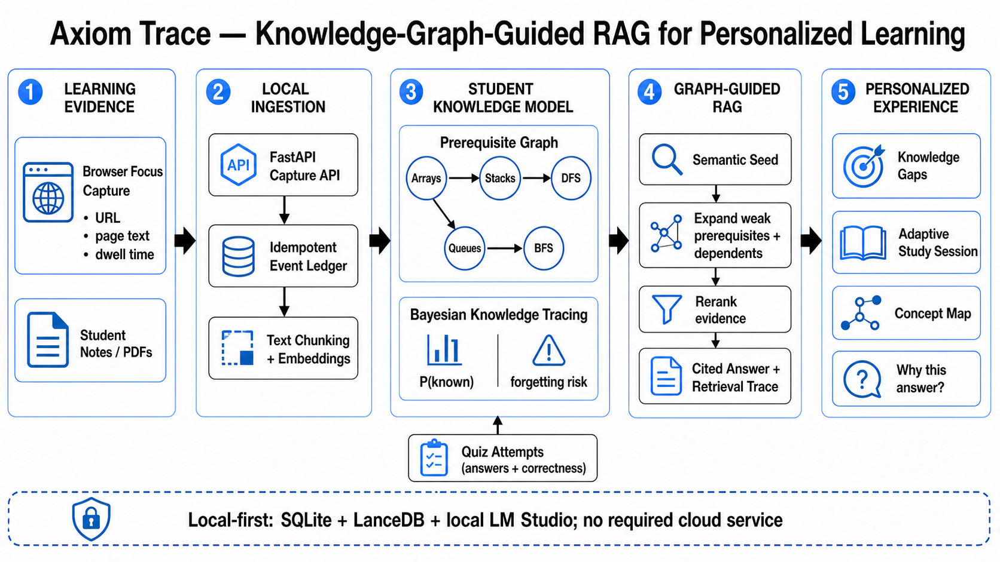 Axiom Trace — Knowledge-Graph-Guided RAG for Personalized Learning
1
LEARNING
EVIDENCE
Browser Focus
Capture
• URL
• page text
• dwell time
Student
Notes / PDFs
2
LOCAL
INGESTION
API
FastAPI
Capture API
Idempotent
Event Ledger
Text Chunking
+ Embeddings
3
STUDENT
KNOWLEDGE MODEL
Prerequisite Graph
Arrays
Stacks
DFS
Queues
BFS
Bayesian Knowledge Tracing
P(known)
forgetting risk
Quiz Attempts
(answers + correctness)
4
GRAPH-GUIDED
RAG
Semantic Seed
Expand weak
prerequisites +
dependents
Rerank
evidence
Cited Answer +
Retrieval Trace
5
PERSONALIZED
EXPERIENCE
Knowledge
Gaps
Adaptive
Study Session
Concept Map
Why this
answer?
Local-first: SQLite + LanceDB + local LM Studio; no required cloud service